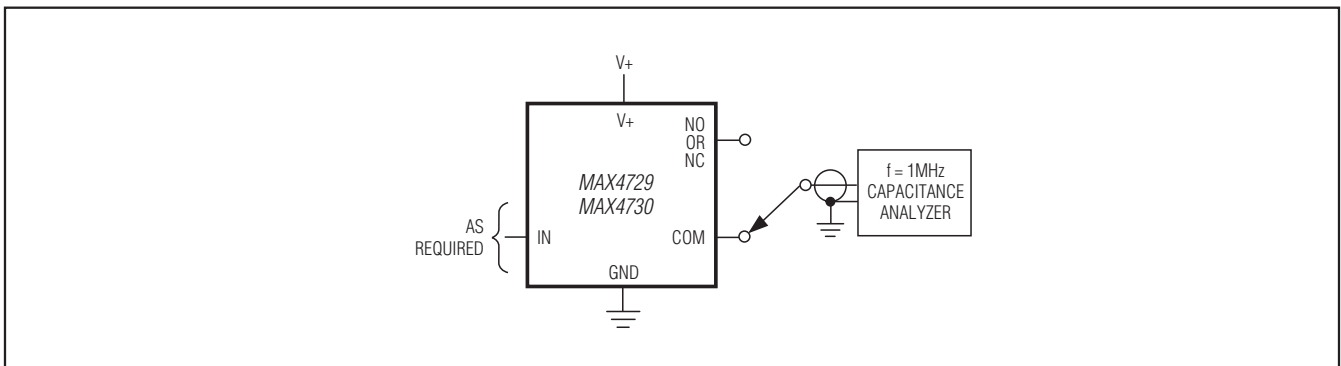 V+
V+
NO
OR
NC
MAX4729
MAX4730
AS
REQUIRED
IN
COM
GND
f = 1MHz
CAPACITANCE
ANALYZER